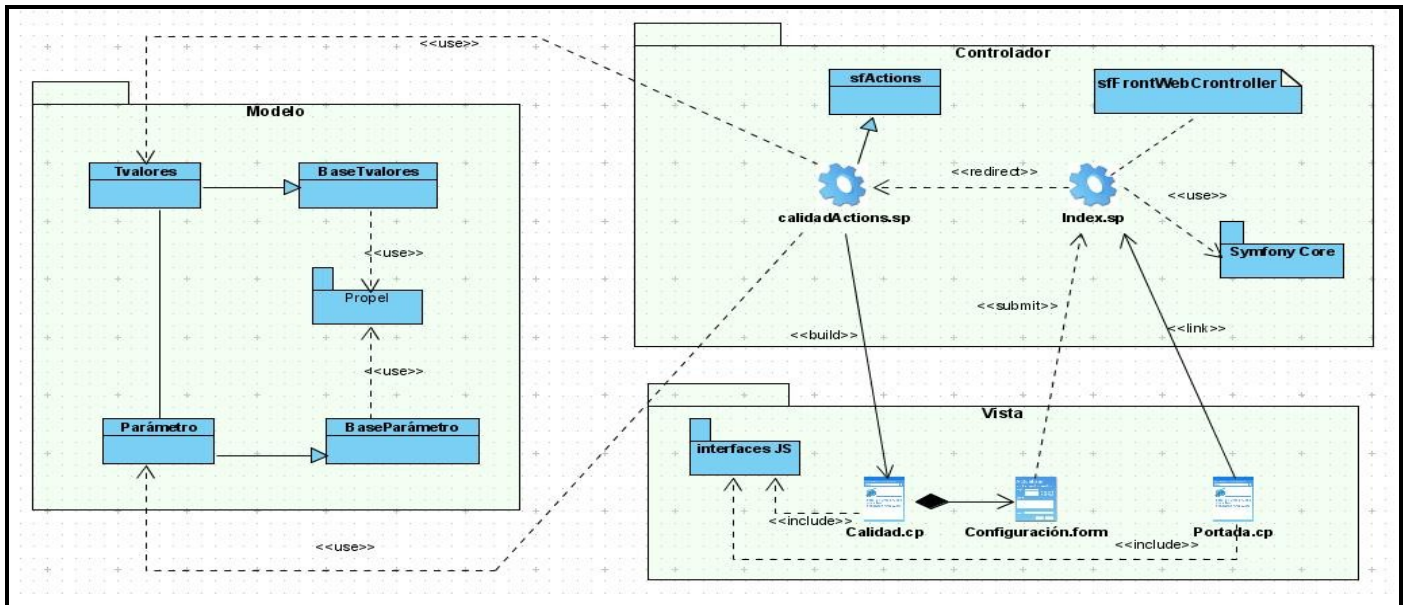 <<use>>
Controlador
sfActions
sfFrontWebCrontroller
Modelo
Tvalores
BaseTvalores
<<redirect>>
<<use>>
calidadActions.sp
Index.sp
<<use>>
Symfony Core
Propel
<<submit>>
<<build>>
<<link>>
<<use>>
Vista
Parámetro
BaseParámetro
interfaces JS
<<include>>
Calidad.cp
Configuración.form
Portada.cp
<<include>>
<<use>>